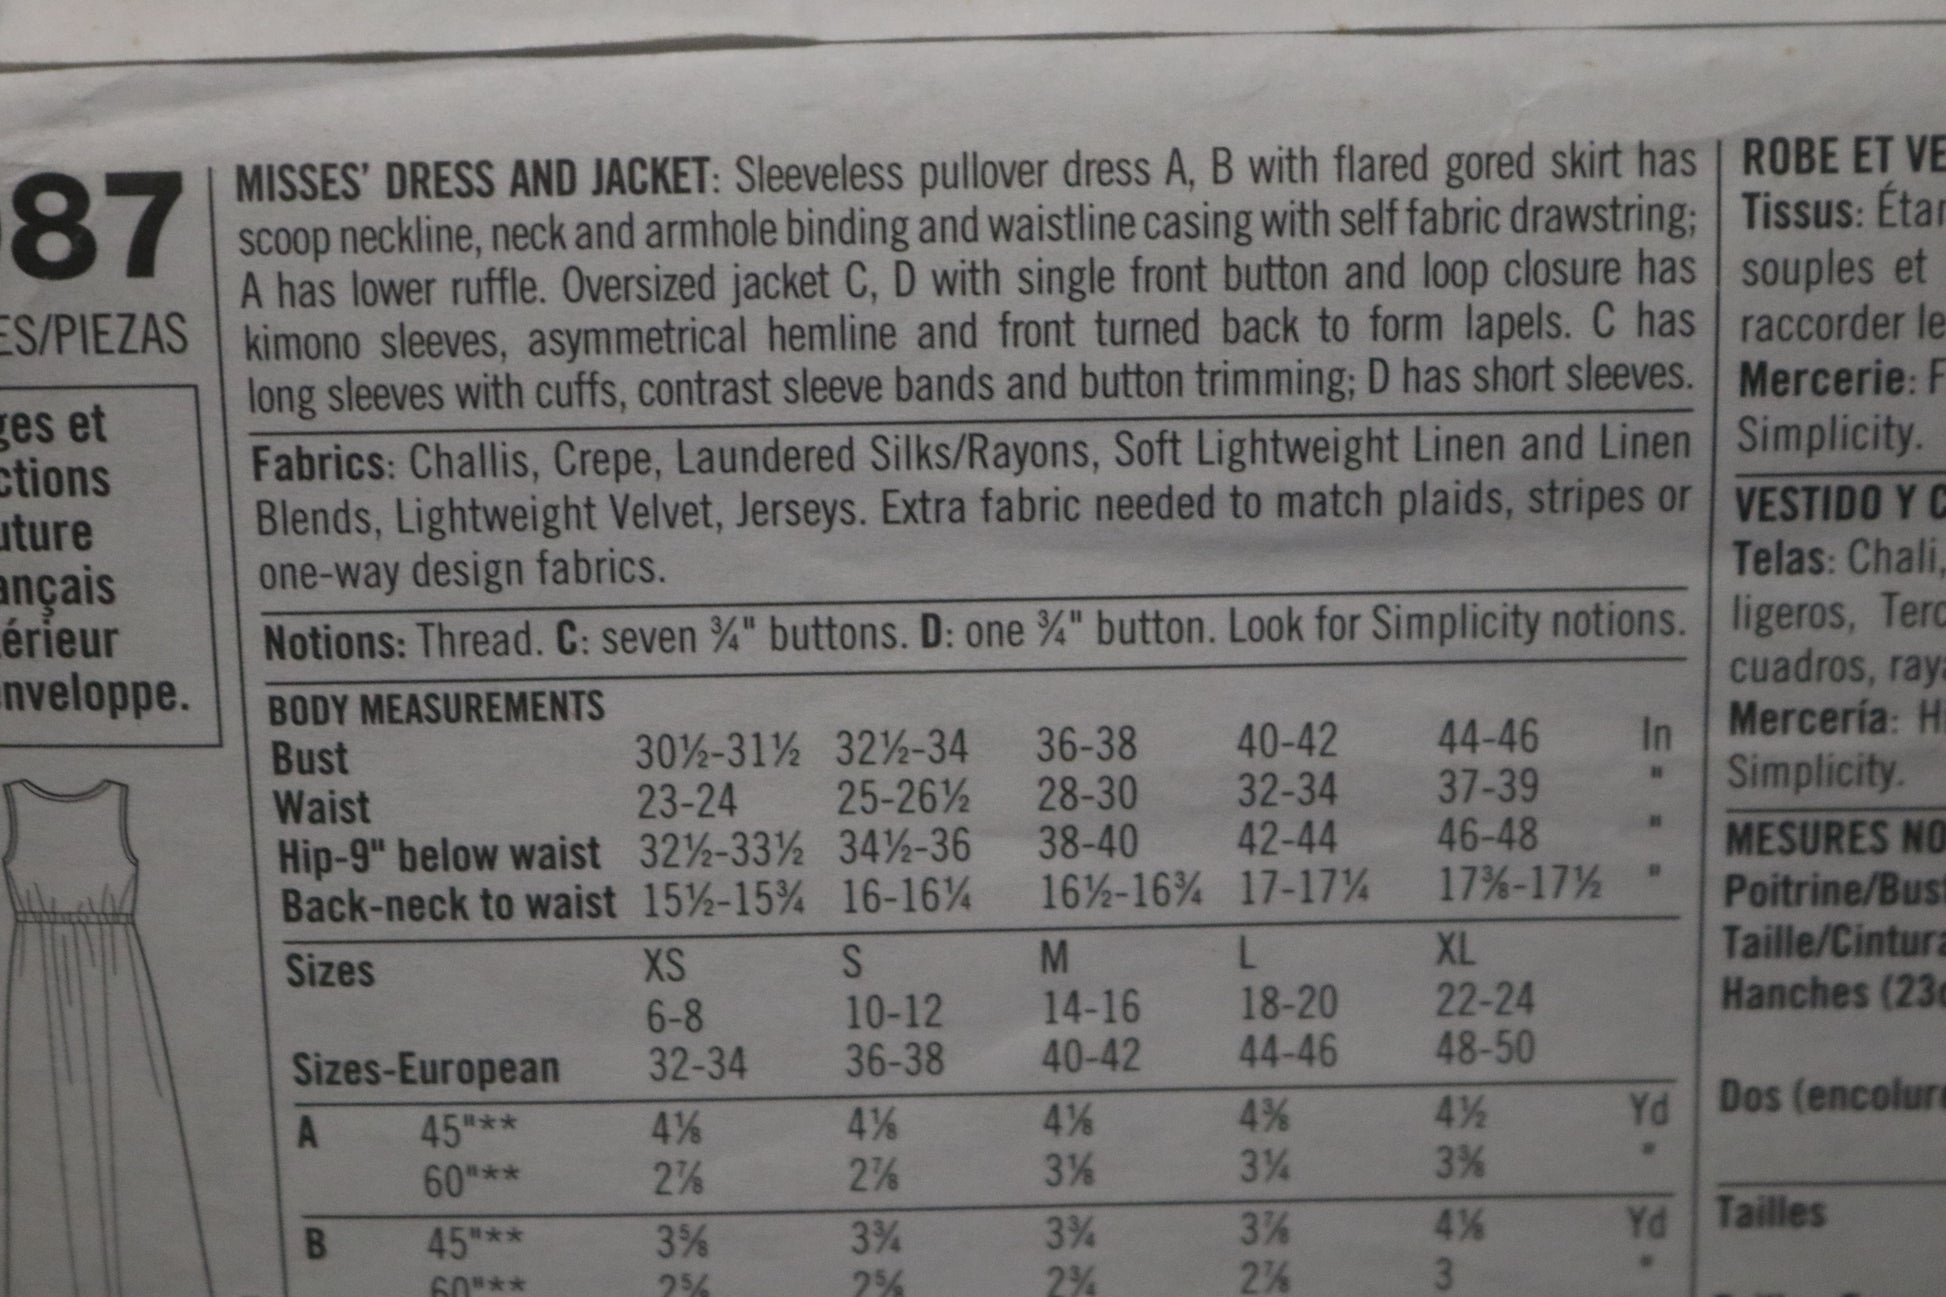 87
ES/PIEZAS
ges et
ctions
uture
ançais
érieur
nveloppe.
MISSES' DRESS AND JACKET: Sleeveless pullover dress A, B with flared gored skirt has
scoop neckline, neck and armhole binding and waistline casing with self fabric drawstring;
A has lower ruffle. Oversized jacket C, D with single front button and loop closure has
kimono sleeves, asymmetrical hemline and front turned back to form lapels. C has
long sleeves with cuffs, contrast sleeve bands and button trimming; D has short sleeves.
Fabrics: Challis, Crepe, Laundered Silks/Rayons, Soft Lightweight Linen and Linen
Blends, Lightweight Velvet, Jerseys. Extra fabric needed to match plaids, stripes or
one-way design fabrics.
Notions: Thread. C: seven ¾" buttons. D: one ¾" button. Look for Simplicity notions.
BODY MEASUREMENTS
Bust 30½-31½ 32½-34 36-38 40-42 44-46 In
Waist 23-24 25-26½ 28-30 32-34 37-39 "
Hip-9" below waist 32½-33½ 34½-36 38-40 42-44 46-48 "
Back-neck to waist 15½-15¾ 16-16¼ 16½-16¾ 17-17¼ 17⅜-17½ "
Sizes XS S M L XL
6-8 10-12 14-16 18-20 22-24
Sizes-European 32-34 36-38 40-42 44-46 48-50
A 45"** 4⅛ 4⅛ 4⅛ 4⅜ 4½ Yd
60"** 2⅞ 2⅞ 3⅛ 3¼ 3⅜ "
B 45"** 3⅝ 3¾ 3¾ 3⅞ 4⅛ Yd
60"** 2⅝ 2⅝ 2¾ 2⅞ 3 "
ROBE ET VE
Tissus: Étar
souples et
raccorder le
Mercerie: F
Simplicity.
VESTIDO Y C
Telas: Chali,
ligeros, Terc
cuadros, raya
Mercería: H
Simplicity.
MESURES NO
Poitrine/Bust
Taille/Cintura
Hanches (23c
Dos (encolure
Tailles